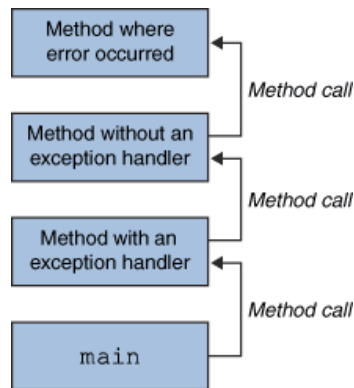 Method where
error occurred
Method call
Method without an
exception handler
Method call
Method with an
exception handler
Method call
main